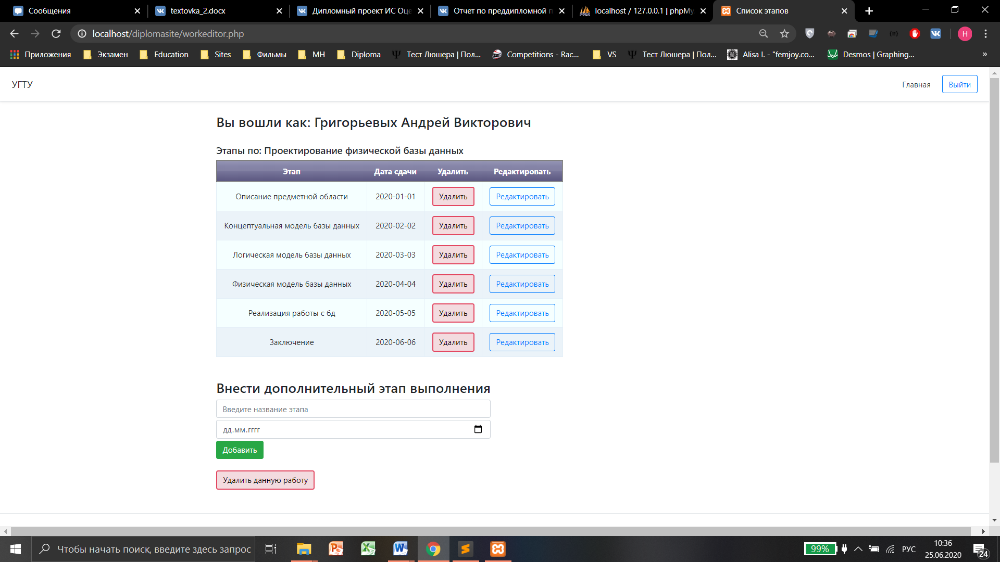 Сообщения
textovka_2.docx
Дипломный проект ИС Оце
Отчет по преддипломной п
localhost / 127.0.0.1 | phpMy
Список этапов
localhost/diplomasite/workeditor.php
H
Приложения
Экзамен
Education
Sites
Фильмы
МН
Diploma
Тест Люшера | Пол...
Competitions - Rac...
VS
Тест Люшера | Пол...
Alisa I. - "femjoy.co...
Desmos | Graphing...
»
УГТУ
Главная
Выйти
Вы вошли как: Григорьевых Андрей Викторович
Этапы по: Проектирование физической базы данных
Этап Дата сдачи Удалить Редактировать
Описание предметной области 2020-01-01 Удалить Редактировать
Концептуальная модель базы данных 2020-02-02 Удалить Редактировать
Логическая модель базы данных 2020-03-03 Удалить Редактировать
Физическая модель базы данных 2020-04-04 Удалить Редактировать
Реализация работы с бд 2020-05-05 Удалить Редактировать
Заключение 2020-06-06 Удалить Редактировать
Внести дополнительный этап выполнения
Введите название этапа
дд.мм.гггг
Добавить
Удалить данную работу
Чтобы начать поиск, введите здесь запрос
99%
РУС
10:36
25.06.2020
24